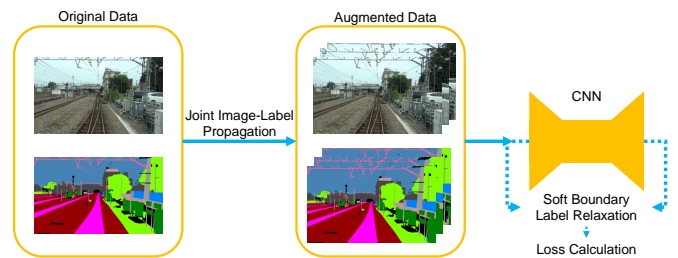 Original Data
Augmented Data
Joint Image-Label
Propagation
CNN
Soft Boundary
Label Relaxation
Loss Calculation